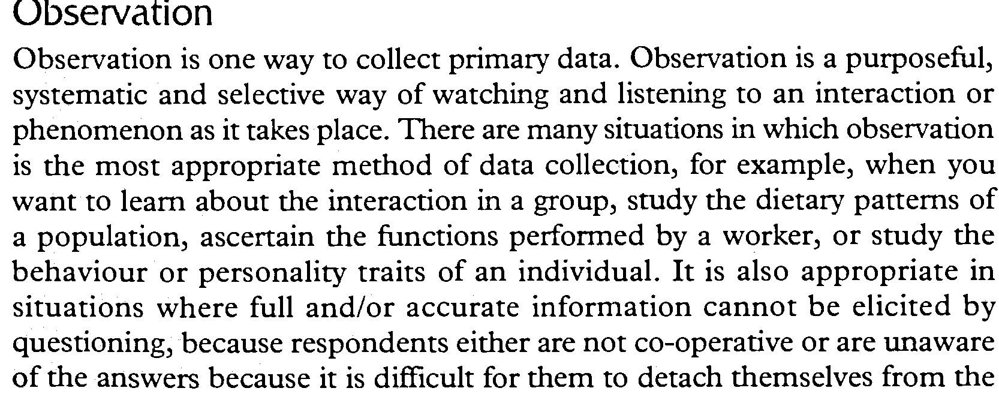 Observation
Observation is one way to collect primary data. Observation is a purposeful,
systematic and selective way of watching and listening to an interaction or
phenomenon as it takes place. There are many situations in which observation
is the most appropriate method of data collection, for example, when you
want to learn about the interaction in a group, study the dietary patterns of
a population, ascertain the functions performed by a worker, or study the
behaviour or personality traits of an individual. It is also appropriate in
situations where full and/or accurate information cannot be elicited by
questioning, because respondents either are not co-operative or are unaware
of the answers because it is difficult for them to detach themselves from the